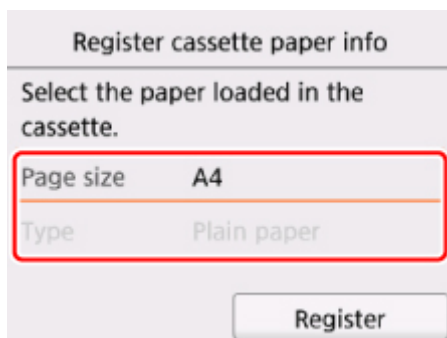 Register cassette paper info
Select the paper loaded in the
cassette.
Page size A4
Type Plain paper
Register